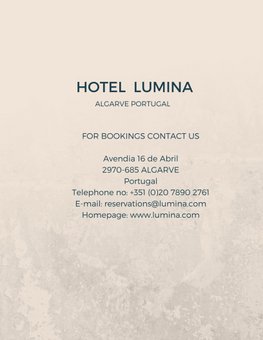 HOTEL LUMINA
ALGARVE PORTUGAL
FOR BOOKINGS CONTACT US
Avendia 16 de Abril
2970-685 ALGARVE
Portugal
Telephone no: +351 (0)20 7890 2761
E-mail: reservations@lumina.com
Homepage: www.lumina.com